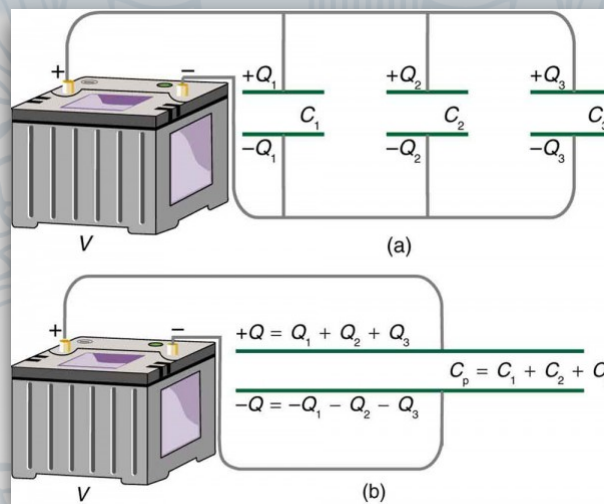 + −
+Q₁ +Q₂ +Q₃
C₁ C₂ C
−Q₁ −Q₂ −Q₃
V
(a)
+ −
+Q = Q₁ + Q₂ + Q₃
Cₚ = C₁ + C₂ + C
−Q = −Q₁ − Q₂ − Q₃
V
(b)